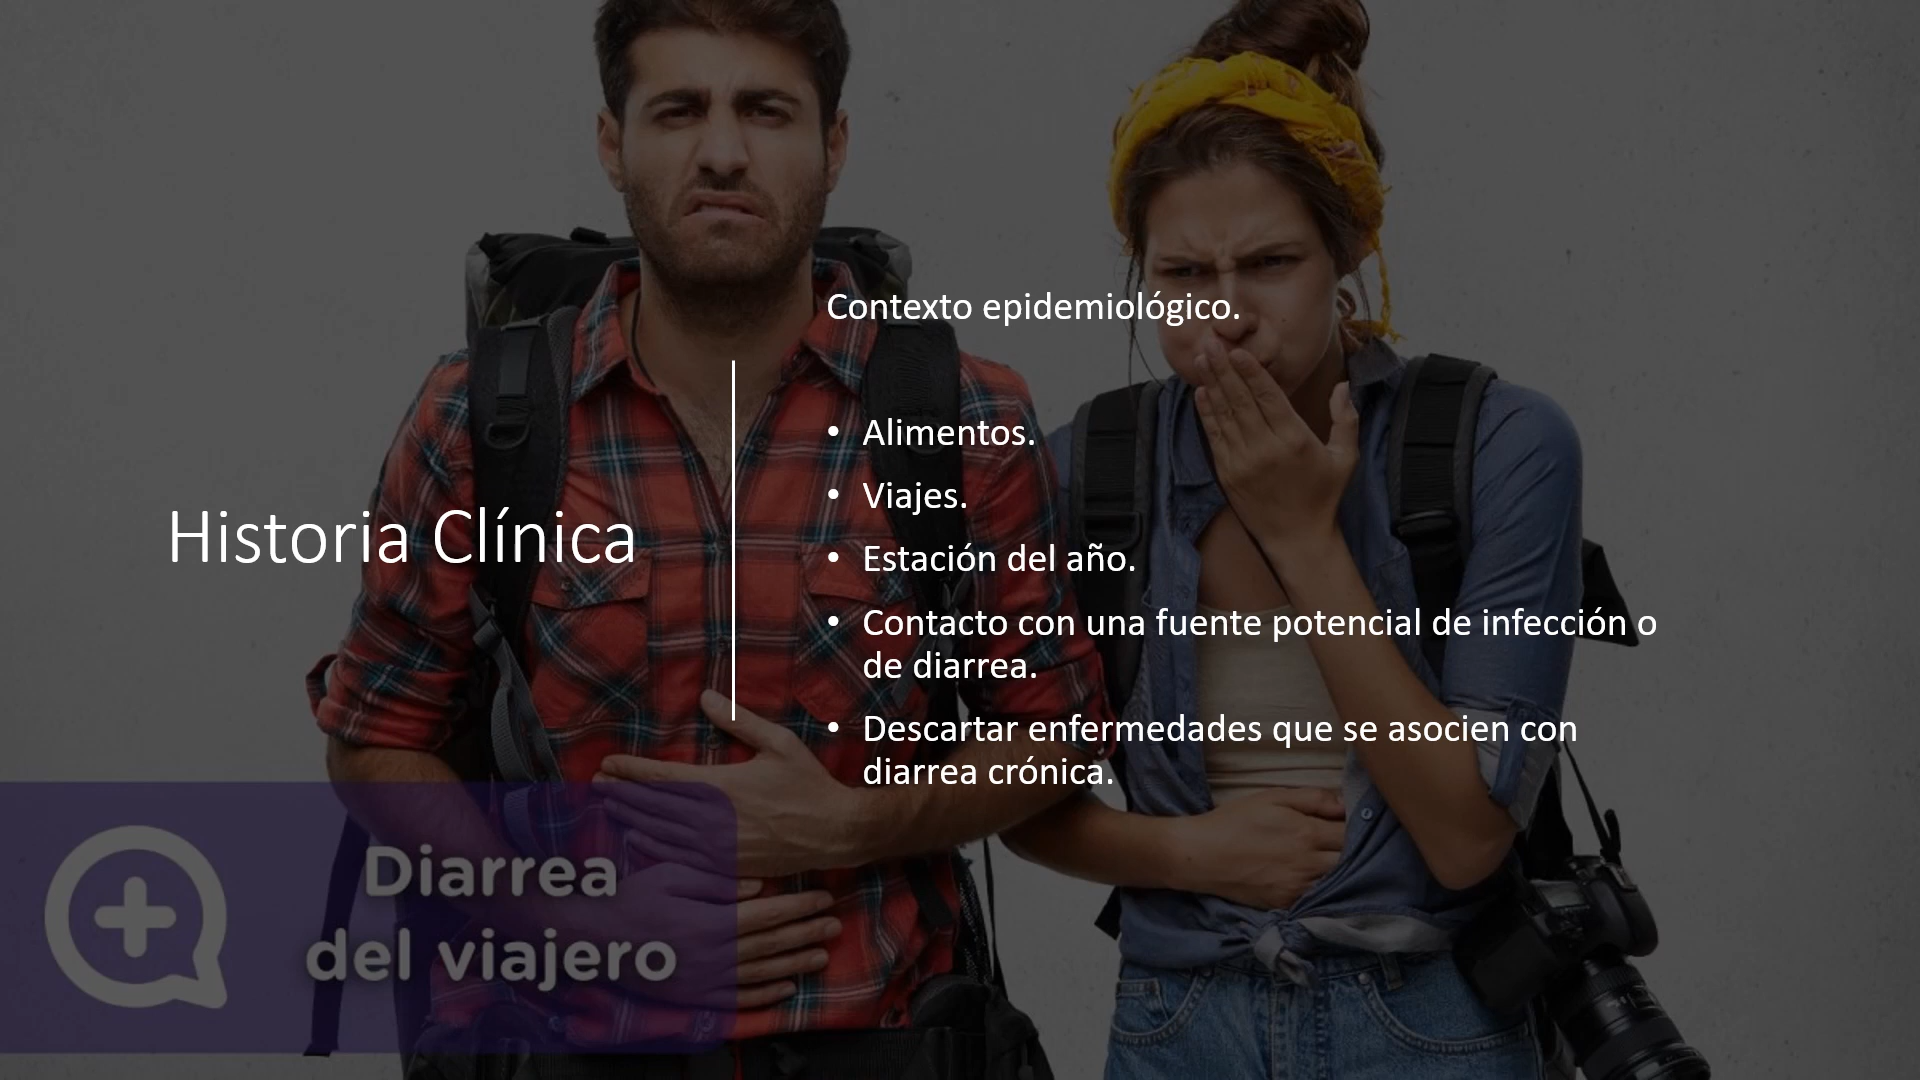 Historia Clínica
Contexto epidemiológico.
• Alimentos.
• Viajes.
• Estación del año.
• Contacto con una fuente potencial de infección o
de diarrea.
• Descartar enfermedades que se asocien con
diarrea crónica.
Diarrea
del viajero